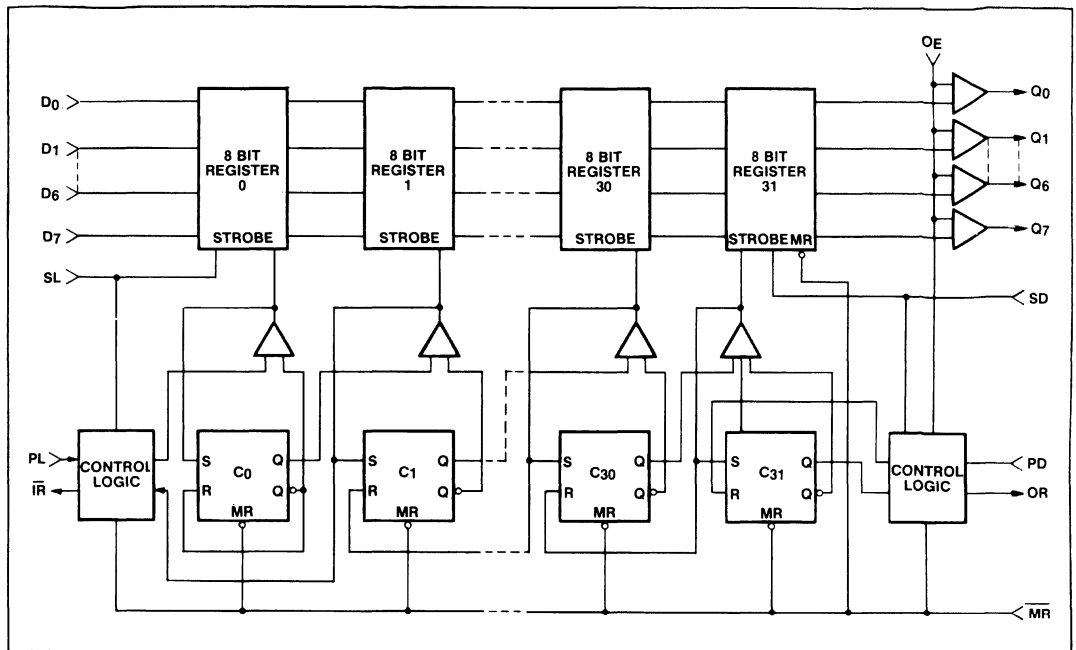 OE
D0
Q0
D1
8 BIT REGISTER 0
8 BIT REGISTER 1
8 BIT REGISTER 30
8 BIT REGISTER 31
Q1
D6
Q6
D7
STROBE
STROBE
STROBE
STROBE MR
Q7
SL
SD
PL
IR
CONTROL LOGIC
S C0 Q
R Q
MR
S C1 Q
R Q
MR
S C30 Q
R Q
MR
S C31 Q
R Q
MR
CONTROL LOGIC
PD
OR
MR